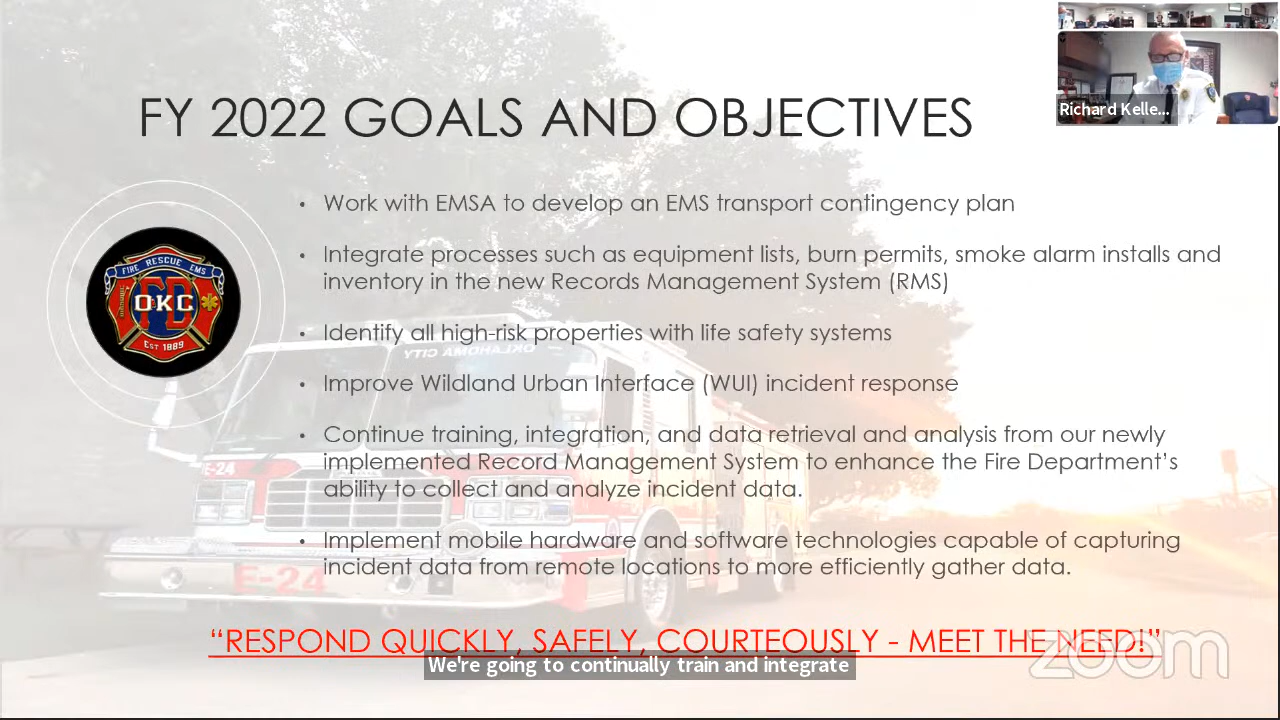 FY 2022 GOALS AND OBJECTIVES
Richard Kelle...
• Work with EMSA to develop an EMS transport contingency plan
• Integrate processes such as equipment lists, burn permits, smoke alarm installs and
inventory in the new Records Management System (RMS)
FIRE RESCUE EMS
OKC
EST 1889
• Identify all high-risk properties with life safety systems
OKLAHOMA CITY
• Improve Wildland Urban Interface (WUI) incident response
• Continue training, integration, and data retrieval and analysis from our newly
implemented Record Management System to enhance the Fire Department's
ability to collect and analyze incident data.
E-24
• Implement mobile hardware and software technologies capable of capturing
incident data from remote locations to more efficiently gather data.
E-24
“RESPOND QUICKLY, SAFELY, COURTEOUSLY - MEET THE NEED!”
We're going to continually train and integrate
zoom